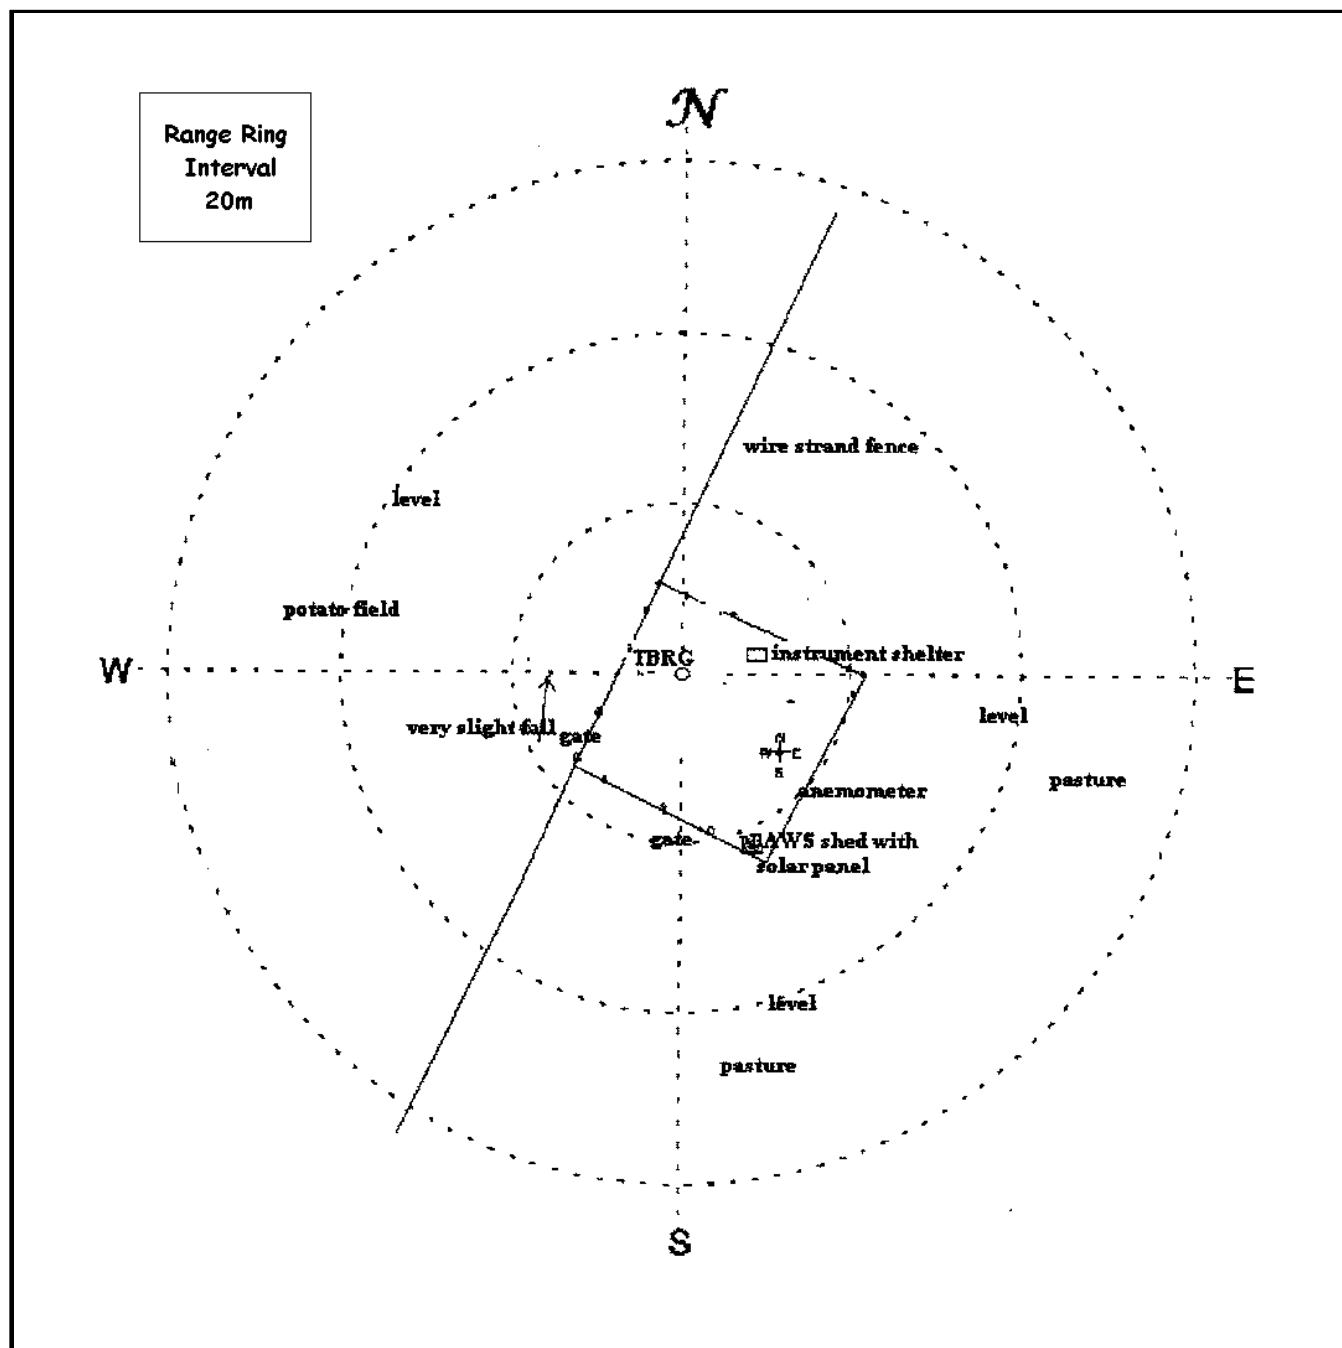 N
Range Ring
Interval
20m
wire strand fence
level
potato field
TBRG
instrument shelter
W
E
level
very slight fall
gate
N
W E
S
pasture
anemometer
gate
AWS shed with
solar panel
level
pasture
S